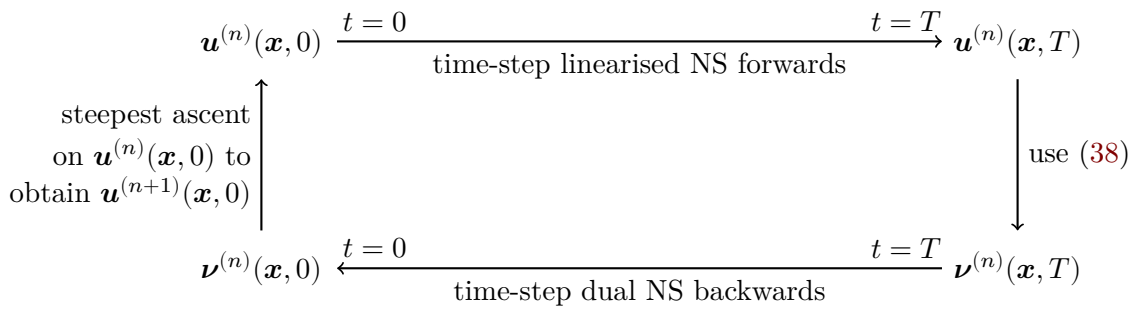 t = 0
t = T
u^{(n)}(x, 0)
u^{(n)}(x, T)
time-step linearised NS forwards
steepest ascent
on u^{(n)}(x, 0) to
obtain u^{(n+1)}(x, 0)
use (38)
t = 0
t = T
ν^{(n)}(x, 0)
ν^{(n)}(x, T)
time-step dual NS backwards